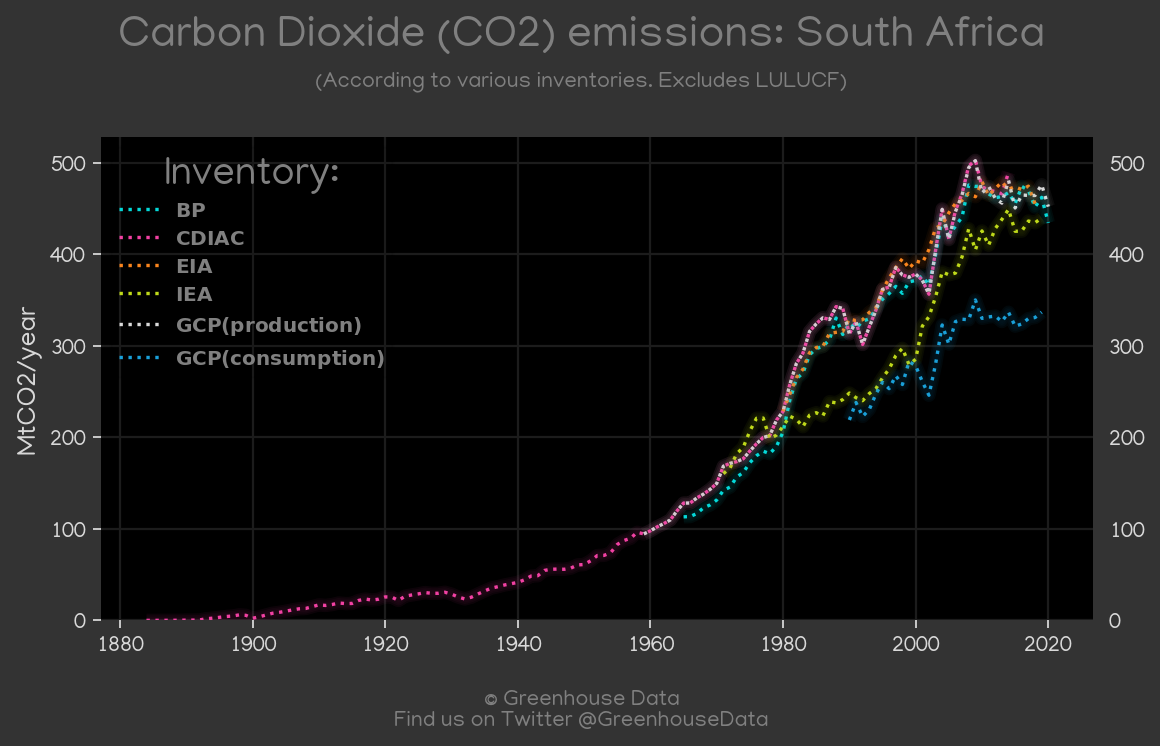 Carbon Dioxide (CO2) emissions: South Africa
(According to various inventories. Excludes LULUCF)
Inventory:
BP
CDIAC
EIA
IEA
GCP(production)
GCP(consumption)
MtCO2/year
500
400
300
200
100
0
500
400
300
200
100
0
1880 1900 1920 1940 1960 1980 2000 2020
© Greenhouse Data
Find us on Twitter @GreenhouseData